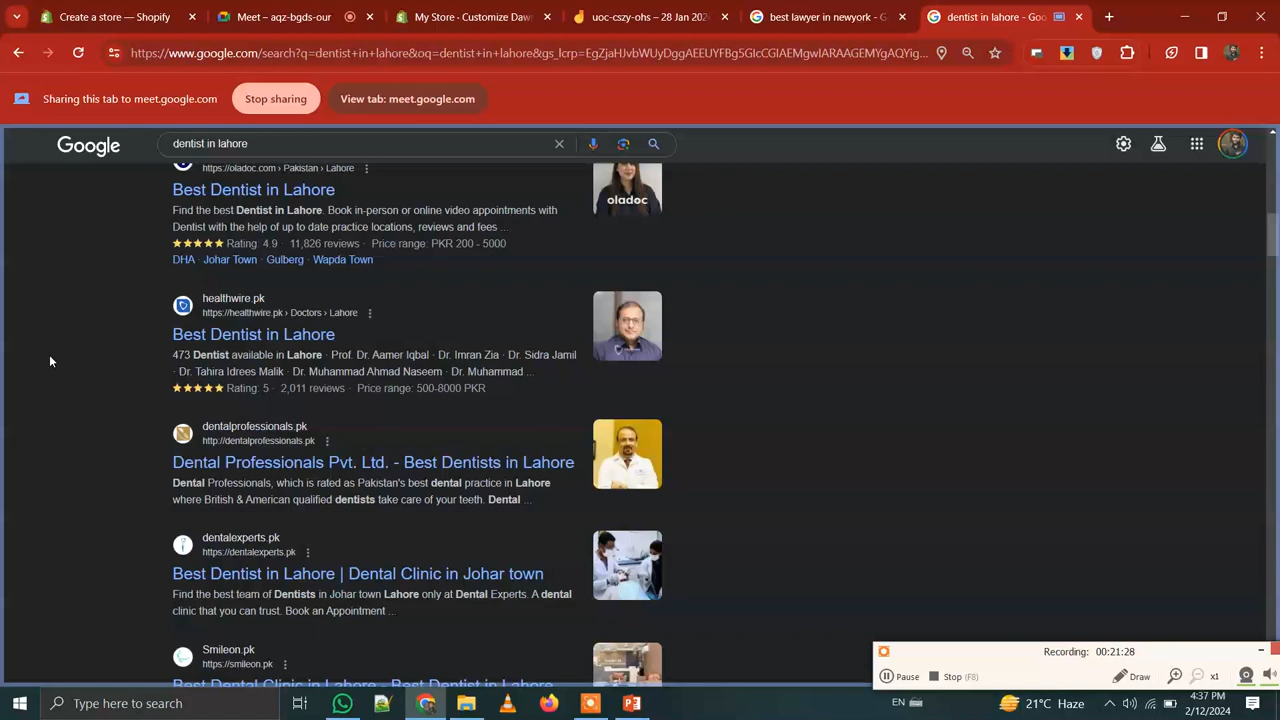 Create a store — Shopify
Meet – aqz-bgds-our
My Store · Customize Daw
uoc-cszy-ohs – 28 Jan 202
best lawyer in newyork - G
dentist in lahore - Goo
https://www.google.com/search?q=dentist+in+lahore&oq=dentist+in+lahore&gs_lcrp=EgZjaHJvbWUyDggAEEUYFBg5GIcCGIAEMgwIARAAGEMYgAQYig...
Sharing this tab to meet.google.com
Stop sharing
View tab: meet.google.com
Google
dentist in lahore
https://oladoc.com › Pakistan › Lahore
Best Dentist in Lahore
Find the best Dentist in Lahore. Book in-person or online video appointments with
Dentist with the help of up to date practice locations, reviews and fees ...
Rating: 4.9 · 11,826 reviews · Price range: PKR 200 - 5000
DHA · Johar Town · Gulberg · Wapda Town
oladoc
healthwire.pk
https://healthwire.pk › Doctors › Lahore
Best Dentist in Lahore
473 Dentist available in Lahore · Prof. Dr. Aamer Iqbal · Dr. Imran Zia · Dr. Sidra Jamil
· Dr. Tahira Idrees Malik · Dr. Muhammad Ahmad Naseem · Dr. Muhammad ...
Rating: 5 · 2,011 reviews · Price range: 500-8000 PKR
dentalprofessionals.pk
http://dentalprofessionals.pk
Dental Professionals Pvt. Ltd. - Best Dentists in Lahore
Dental Professionals, which is rated as Pakistan's best dental practice in Lahore
where British & American qualified dentists take care of your teeth. Dental ...
dentalexperts.pk
https://dentalexperts.pk
Best Dentist in Lahore | Dental Clinic in Johar town
Find the best team of Dentists in Johar town Lahore only at Dental Experts. A dental
clinic that you can trust. Book an Appointment ...
Smileon.pk
https://smileon.pk
Best Dental Clinic in Lahore - Best Dentists in Lahore
Recording: 00:21:28
Pause
Stop (F8)
Draw
x1
Type here to search
21°C Haze
EN
4:37 PM
2/12/2024